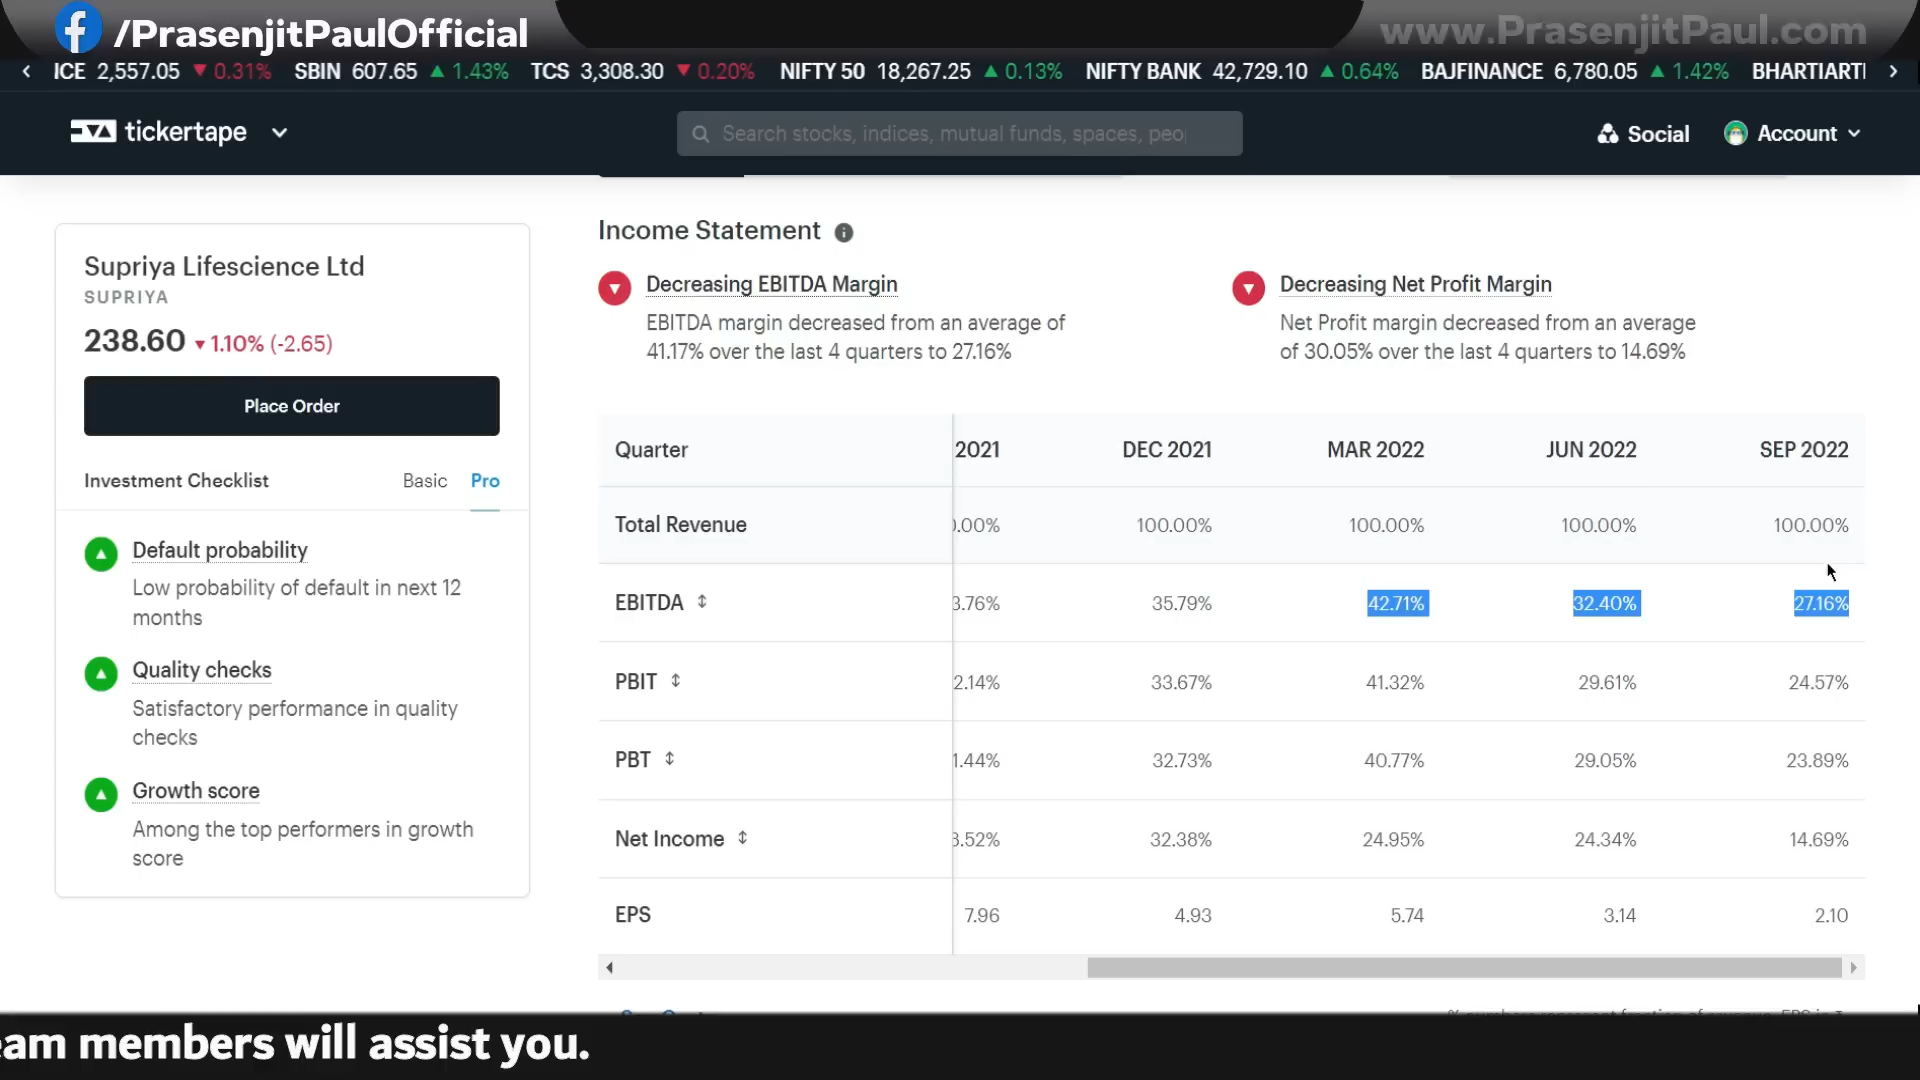 /PrasenjitPaulOfficial
www.PrasenjitPaul.com
ICE 2,557.05 ▼ 0.31% SBIN 607.65 ▲ 1.43% TCS 3,308.30 ▼ 0.20% NIFTY 50 18,267.25 ▲ 0.13% NIFTY BANK 42,729.10 ▲ 0.64% BAJFINANCE 6,780.05 ▲ 1.42% BHARTIARTI
tickertape
Search stocks, indices, mutual funds, spaces, peo
Social
Account
Supriya Lifescience Ltd
SUPRIYA
238.60 ▼ 1.10% (-2.65)
Place Order
Investment Checklist Basic Pro
Default probability
Low probability of default in next 12
months
Quality checks
Satisfactory performance in quality
checks
Growth score
Among the top performers in growth
score
Income Statement
Decreasing EBITDA Margin
EBITDA margin decreased from an average of
41.17% over the last 4 quarters to 27.16%
Decreasing Net Profit Margin
Net Profit margin decreased from an average
of 30.05% over the last 4 quarters to 14.69%
Quarter 2021 DEC 2021 MAR 2022 JUN 2022 SEP 2022
Total Revenue .00% 100.00% 100.00% 100.00% 100.00%
EBITDA 3.76% 35.79% 42.71% 32.40% 27.16%
PBIT 2.14% 33.67% 41.32% 29.61% 24.57%
PBT 1.44% 32.73% 40.77% 29.05% 23.89%
Net Income 3.52% 32.38% 24.95% 24.34% 14.69%
EPS 7.96 4.93 5.74 3.14 2.10
eam members will assist you.